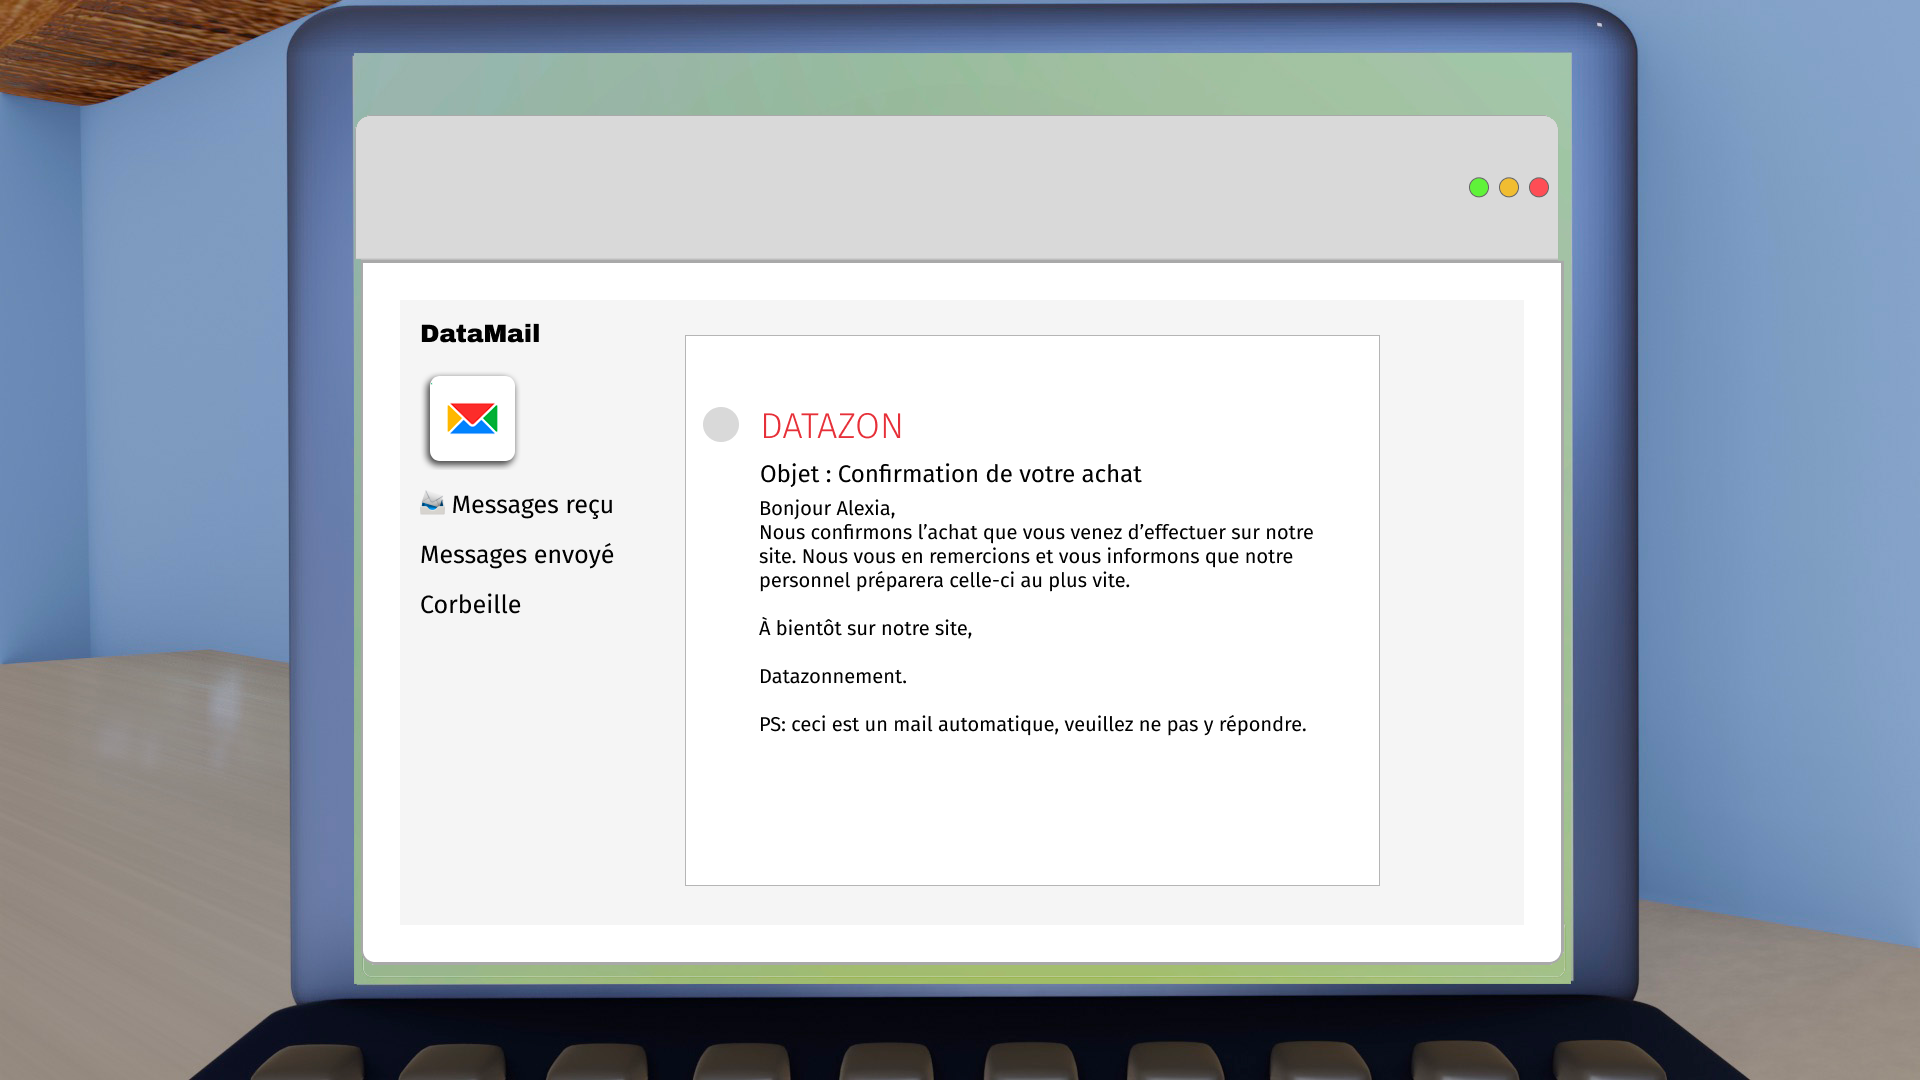 DataMail
Messages reçu
Messages envoyé
Corbeille
DATAZON
Objet : Confirmation de votre achat
Bonjour Alexia,
Nous confirmons l’achat que vous venez d’effectuer sur notre
site. Nous vous en remercions et vous informons que notre
personnel préparera celle-ci au plus vite.
À bientôt sur notre site,
Datazonnement.
PS: ceci est un mail automatique, veuillez ne pas y répondre.